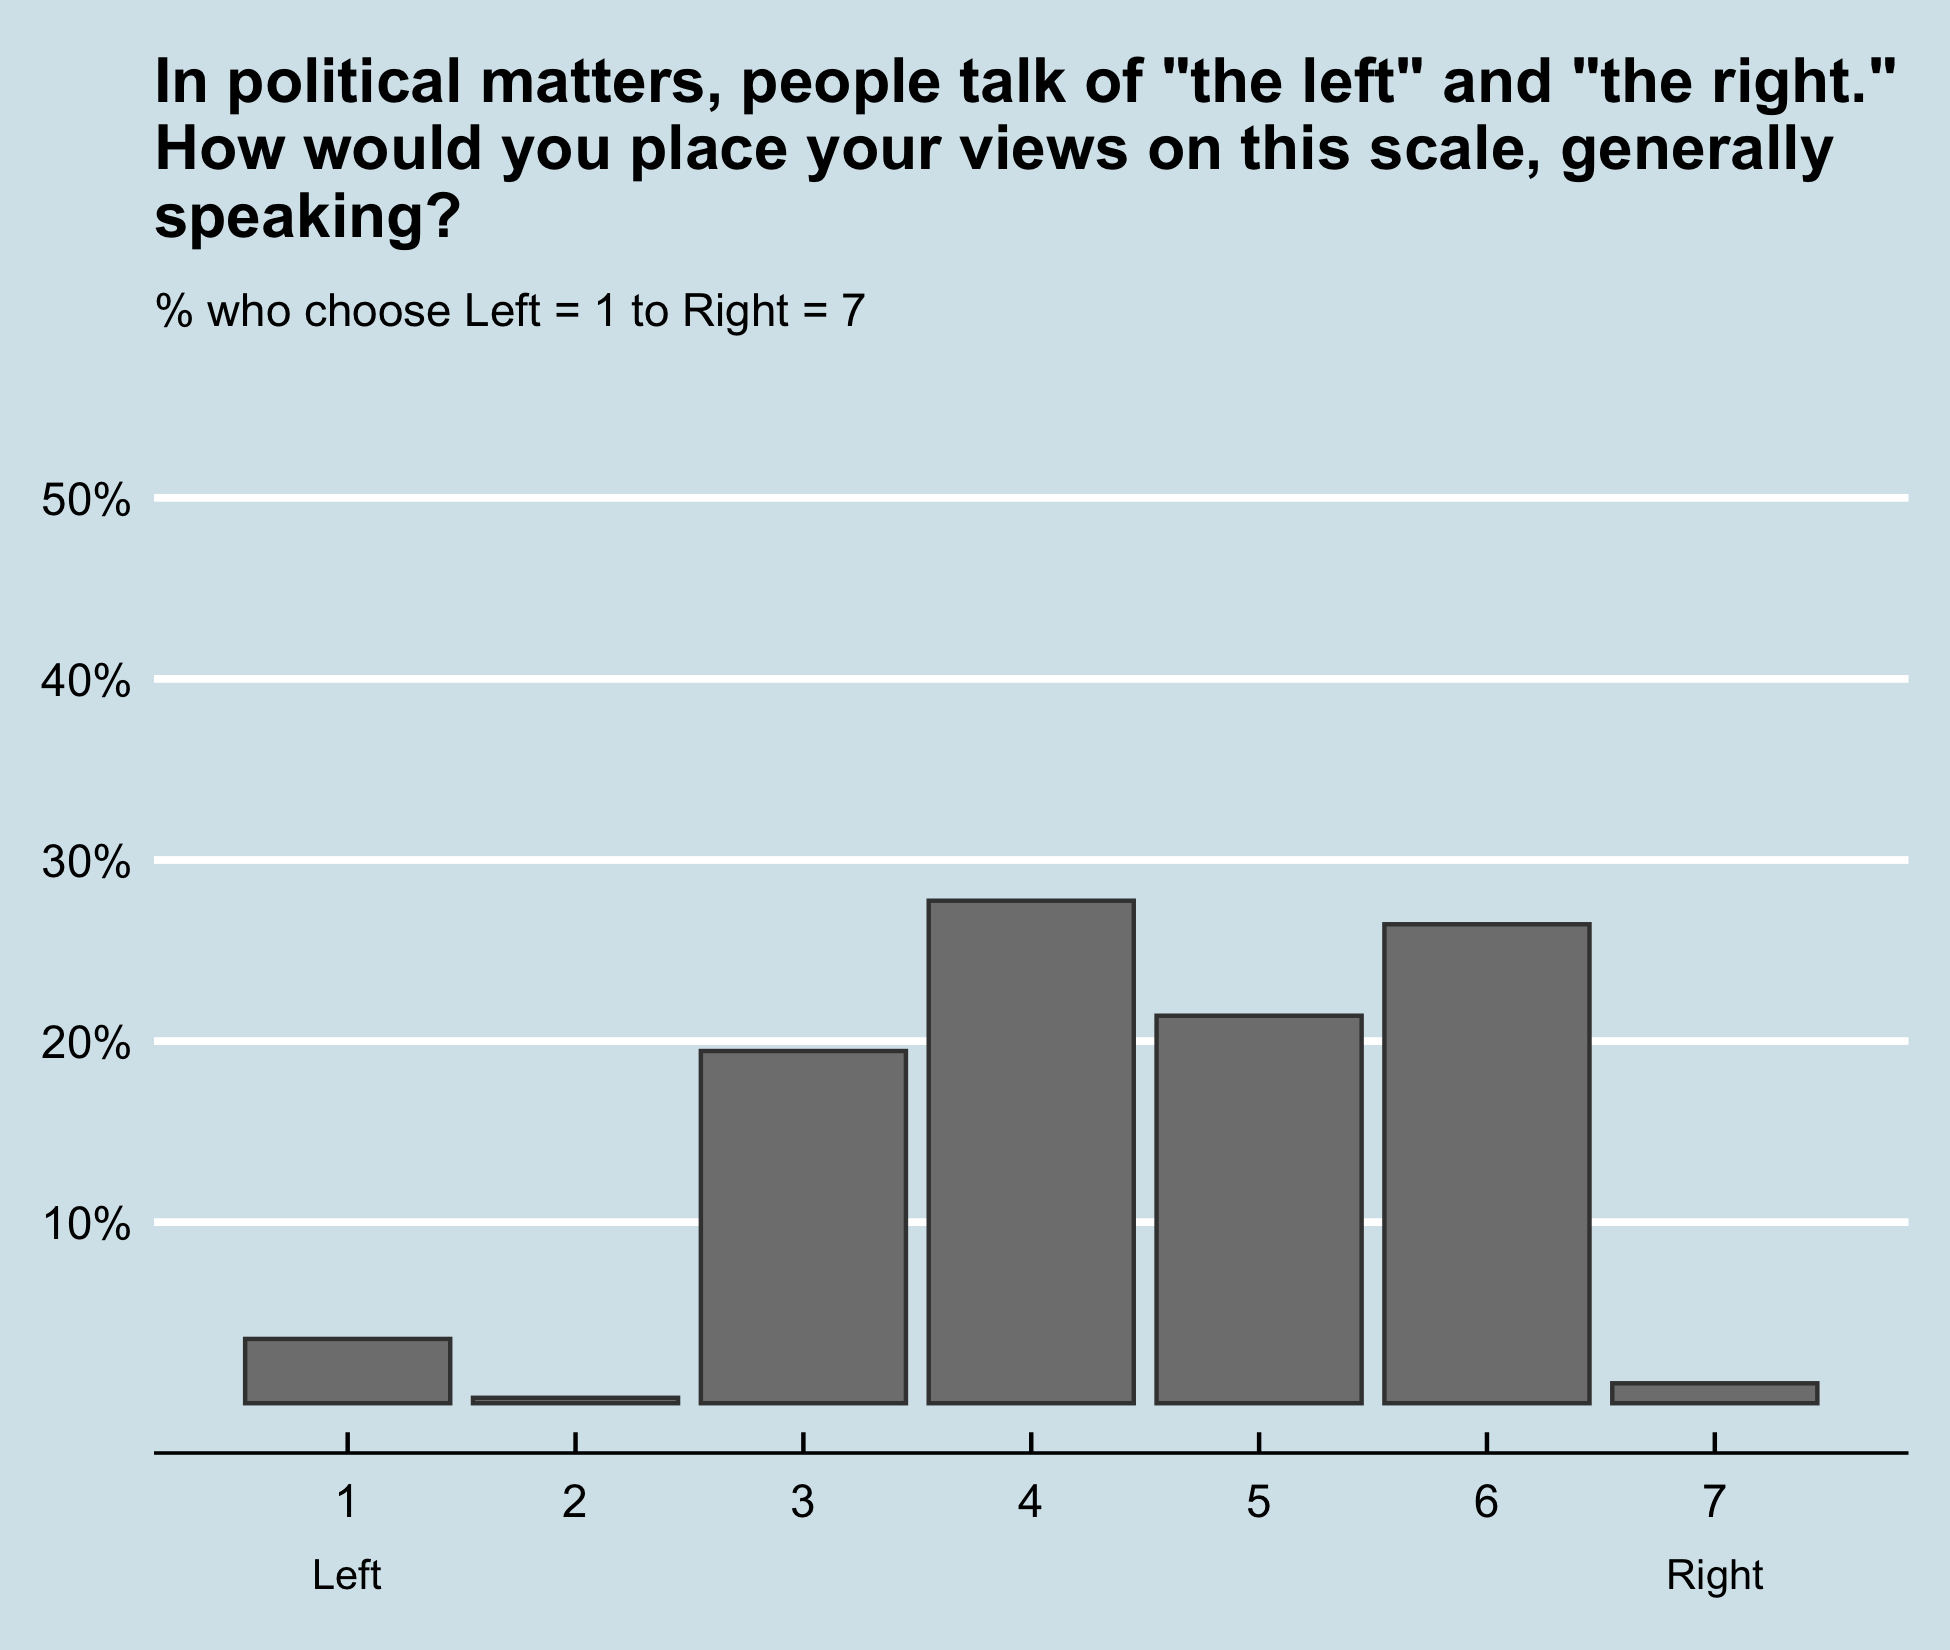 In political matters, people talk of "the left" and "the right."
How would you place your views on this scale, generally
speaking?
% who choose Left = 1 to Right = 7
50%
40%
30%
20%
10%
1 2 3 4 5 6 7
Left Right